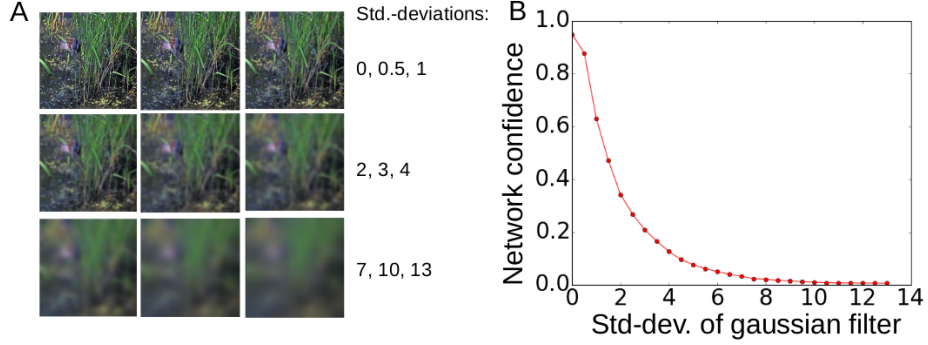 A
Std.-deviations:
0, 0.5, 1
2, 3, 4
7, 10, 13
B
Network confidence
1.0
0.8
0.6
0.4
0.2
0.0
0 2 4 6 8 10 12 14
Std-dev. of gaussian filter